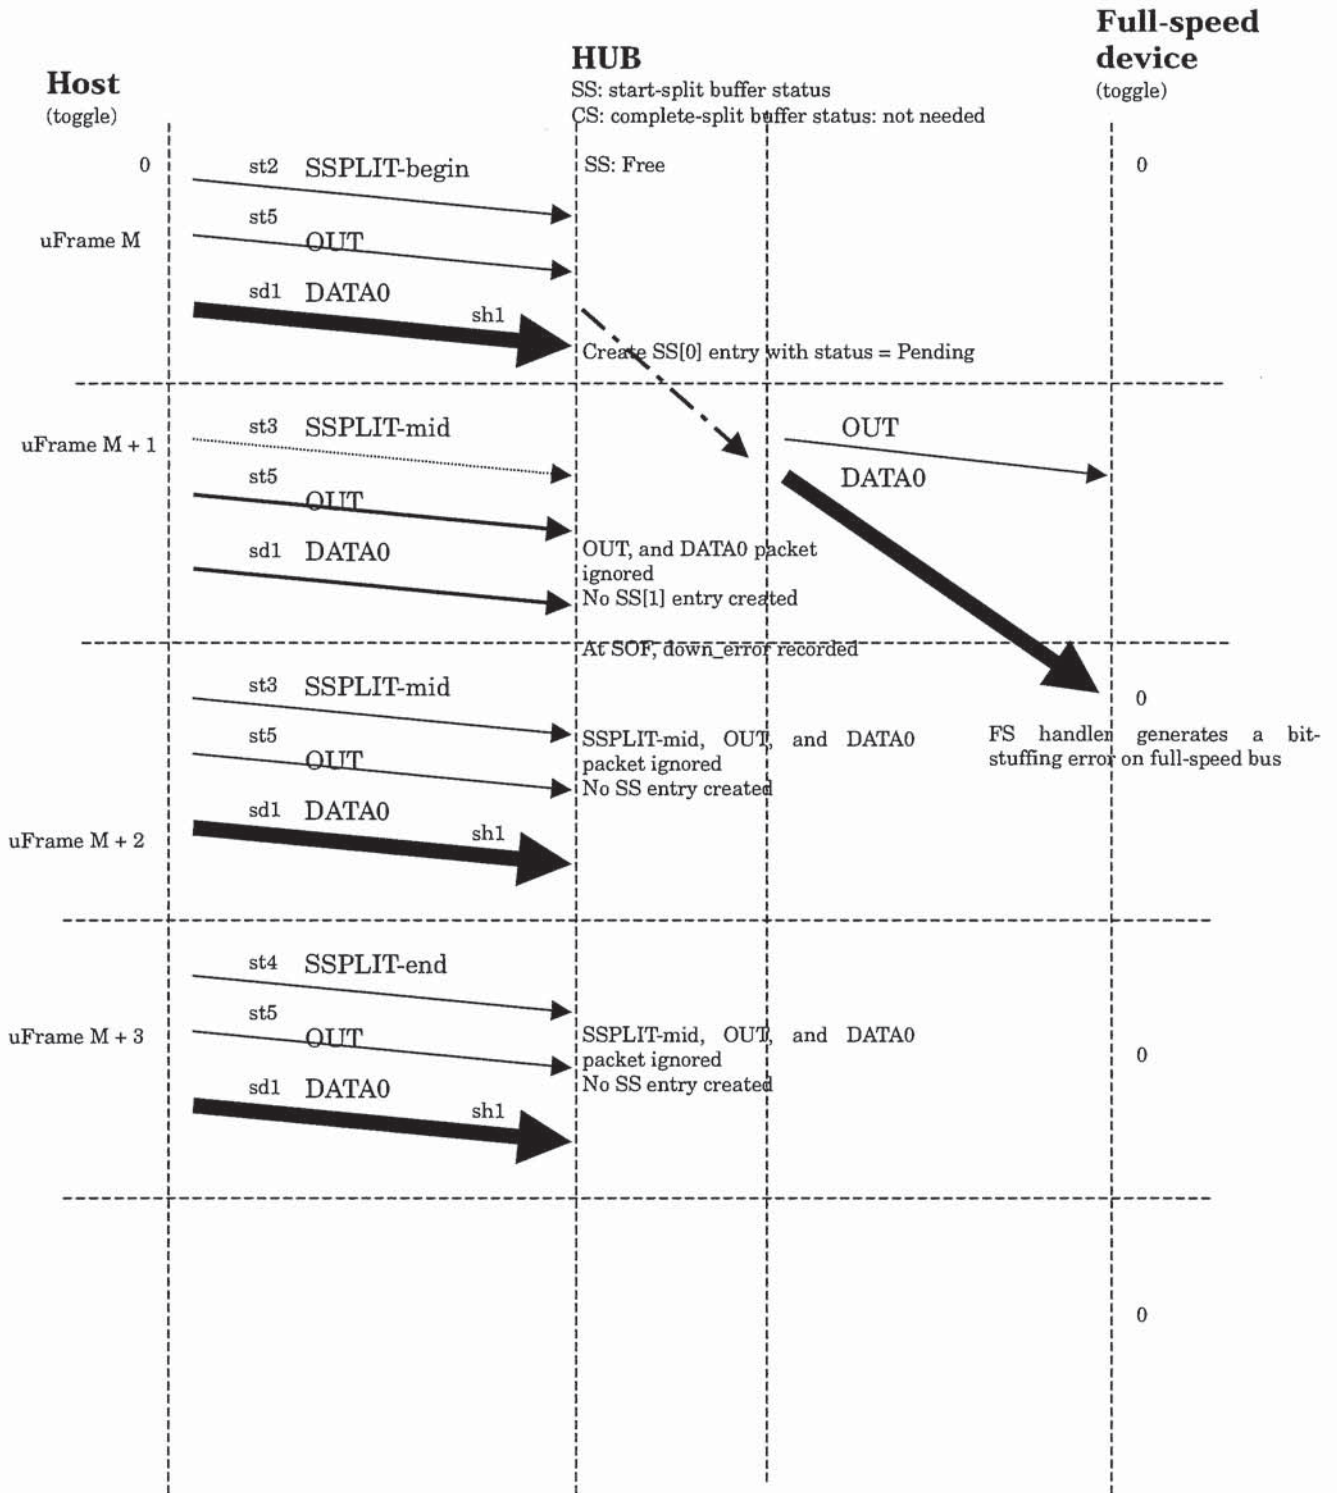 Full-speed
device
(toggle)
HUB
SS: start-split buffer status
CS: complete-split buffer status: not needed
Host
(toggle)
0
st2 SSPLIT-begin
SS: Free
0
st5
uFrame M
OUT
sd1 DATA0
sh1
Create SS[0] entry with status = Pending
st3 SSPLIT-mid
OUT
uFrame M + 1
st5
DATA0
OUT
sd1 DATA0
OUT, and DATA0 packet
ignored
No SS[1] entry created
At SOF, down_error recorded
st3 SSPLIT-mid
0
st5
SSPLIT-mid, OUT, and DATA0
packet ignored
No SS entry created
FS handler generates a bit-
stuffing error on full-speed bus
OUT
sd1 DATA0
sh1
uFrame M + 2
st4 SSPLIT-end
st5
uFrame M + 3
OUT
SSPLIT-mid, OUT, and DATA0
packet ignored
No SS entry created
0
sd1 DATA0
sh1
0